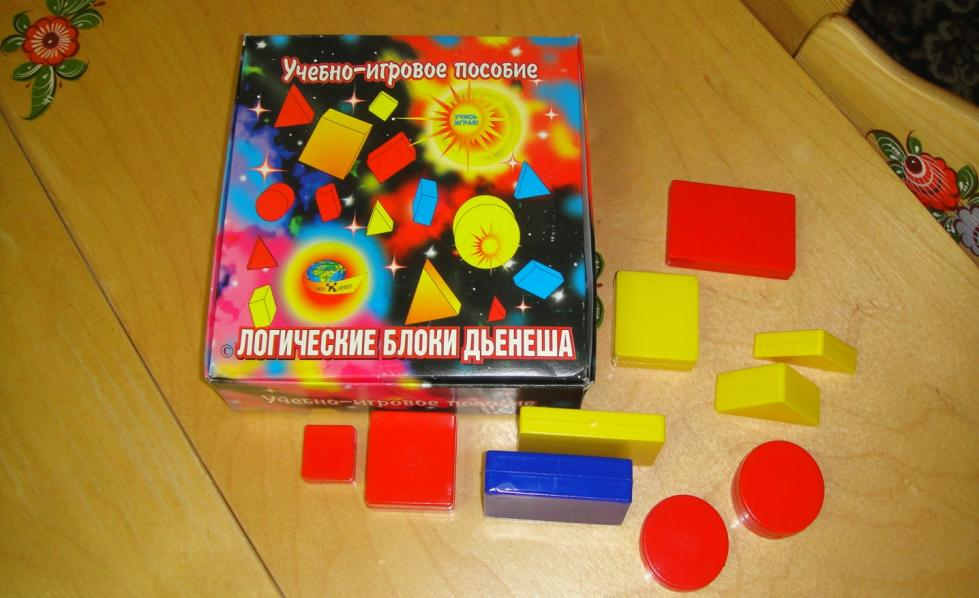 Учебно-игровое пособие
УЧИСЬ
ИГРАЯ!
© ЛОГИЧЕСКИЕ БЛОКИ ДЬЕНЕША
Учебно-игровое пособие